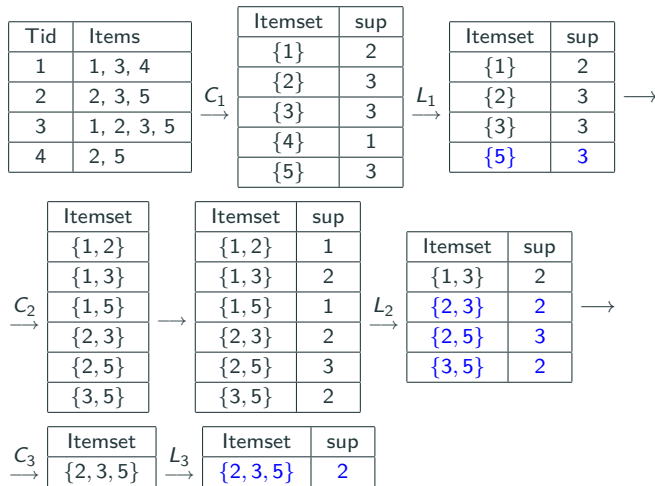 Tid Items
1 1, 3, 4
2 2, 3, 5
3 1, 2, 3, 5
4 2, 5
C₁ →
Itemset sup
{1} 2
{2} 3
{3} 3
{4} 1
{5} 3
L₁ →
Itemset sup
{1} 2
{2} 3
{3} 3
{5} 3
→
C₂ →
Itemset
{1, 2}
{1, 3}
{1, 5}
{2, 3}
{2, 5}
{3, 5}
→
Itemset sup
{1, 2} 1
{1, 3} 2
{1, 5} 1
{2, 3} 2
{2, 5} 3
{3, 5} 2
L₂ →
Itemset sup
{1, 3} 2
{2, 3} 2
{2, 5} 3
{3, 5} 2
→
C₃ →
Itemset
{2, 3, 5}
L₃ →
Itemset sup
{2, 3, 5} 2